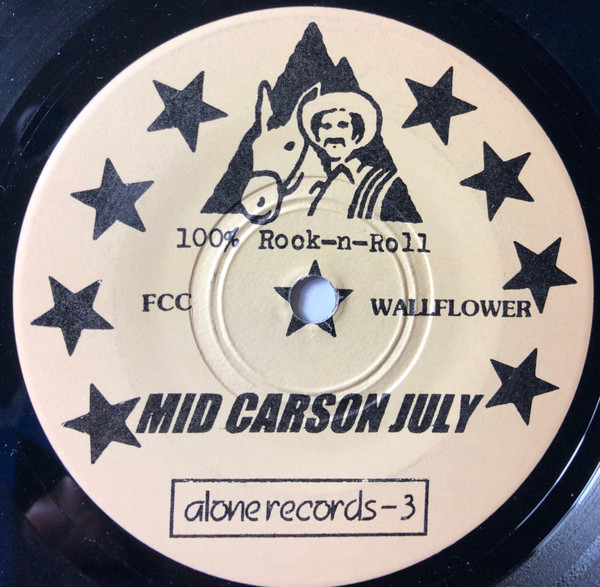 100% Rock-n-Roll
FCC
WALLFLOWER
MID CARSON JULY
alone records-3